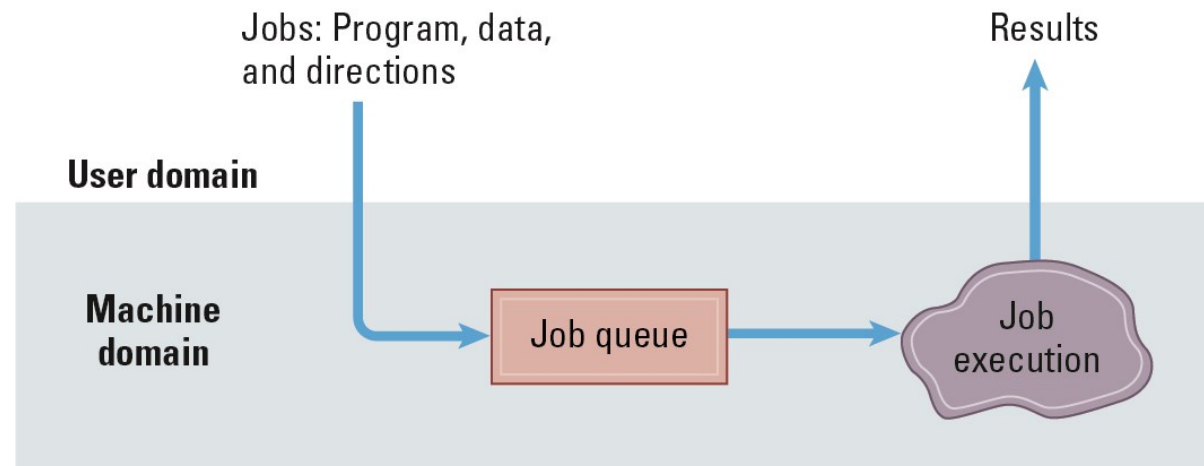 Jobs: Program, data,
and directions
Results
User domain
Machine
domain
Job queue
Job
execution